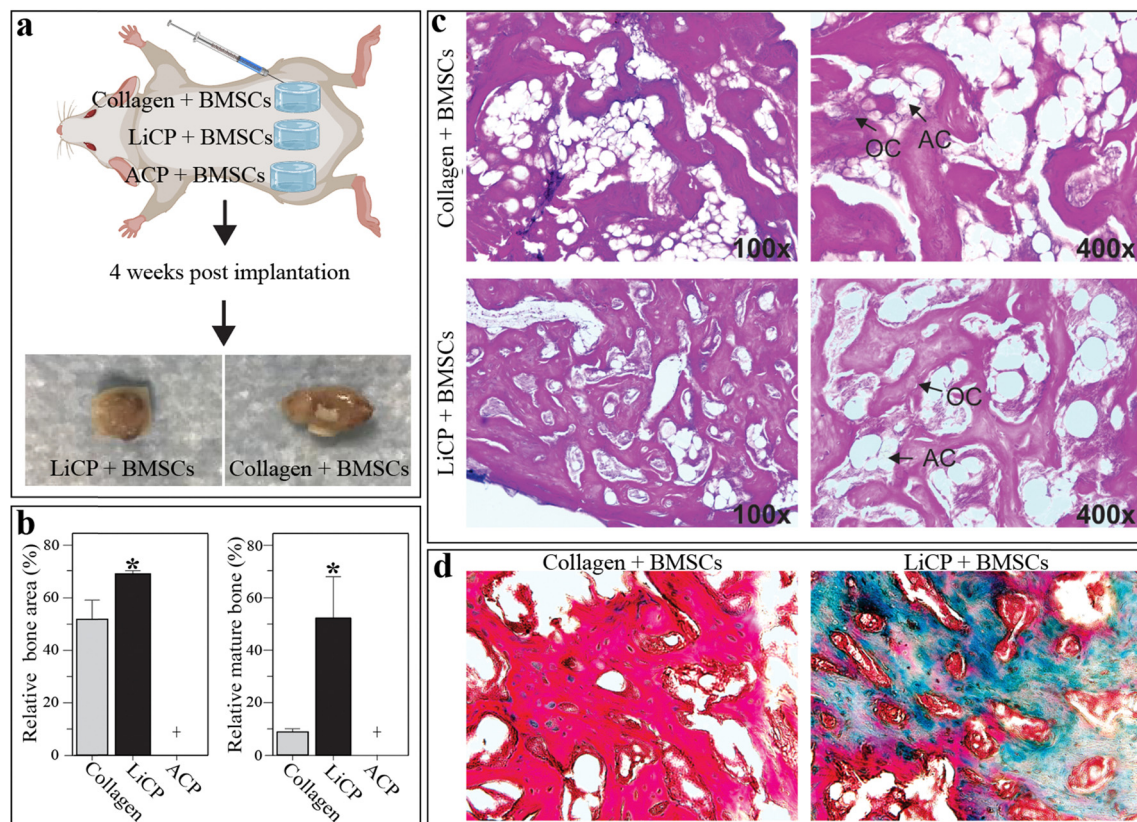 a
Collagen + BMSCs
LiCP + BMSCs
ACP + BMSCs
4 weeks post implantation
LiCP + BMSCs
Collagen + BMSCs
b
Relative bone area (%)
80
60
40
20
0
Collagen
LiCP
ACP
*
+
Relative mature bone (%)
80
60
40
20
0
Collagen
LiCP
ACP
*
+
c
Collagen + BMSCs
100x
OC
AC
400x
LiCP + BMSCs
100x
OC
AC
400x
d
Collagen + BMSCs
LiCP + BMSCs